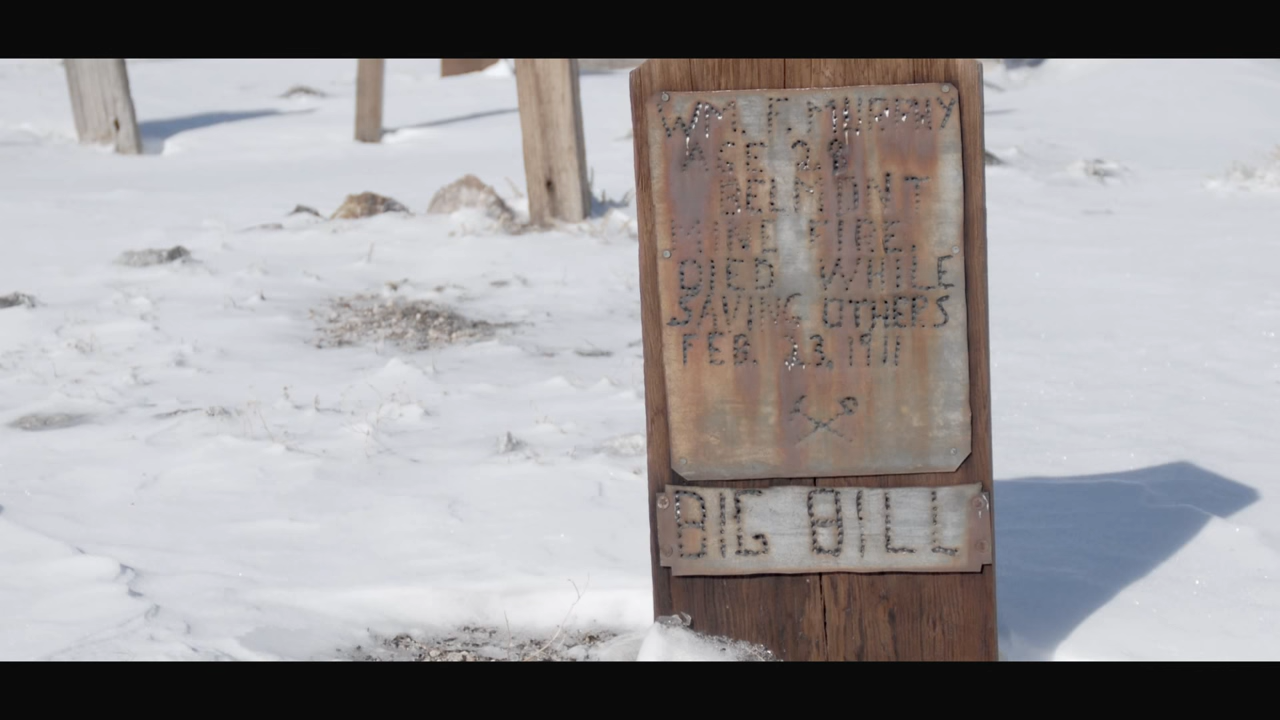 WM. F. MURPHY
AGE 28
BELMONT
MINE FIRE,
DIED WHILE
SAVING OTHERS
FEB. 23, 1911
BIG BILL